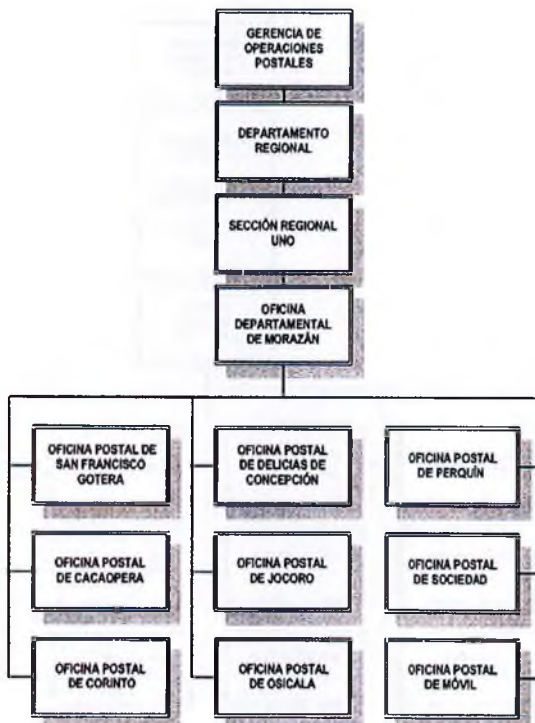 GERENCIA DE
OPERACIONES
POSTALES
DEPARTAMENTO
REGIONAL
SECCIÓN REGIONAL
UNO
OFICINA
DEPARTAMENTAL
DE MORAZÁN
OFICINA POSTAL DE
SAN FRANCISCO
GOTERA
OFICINA POSTAL
DE DELICIAS DE
CONCEPCIÓN
OFICINA POSTAL
DE PERQUÍN
OFICINA POSTAL
DE CACAOPERA
OFICINA POSTAL
DE JOCORO
OFICINA POSTAL
DE SOCIEDAD
OFICINA POSTAL
DE CORINTO
OFICINA POSTAL
DE OSICALA
OFICINA POSTAL
DE MÓVIL